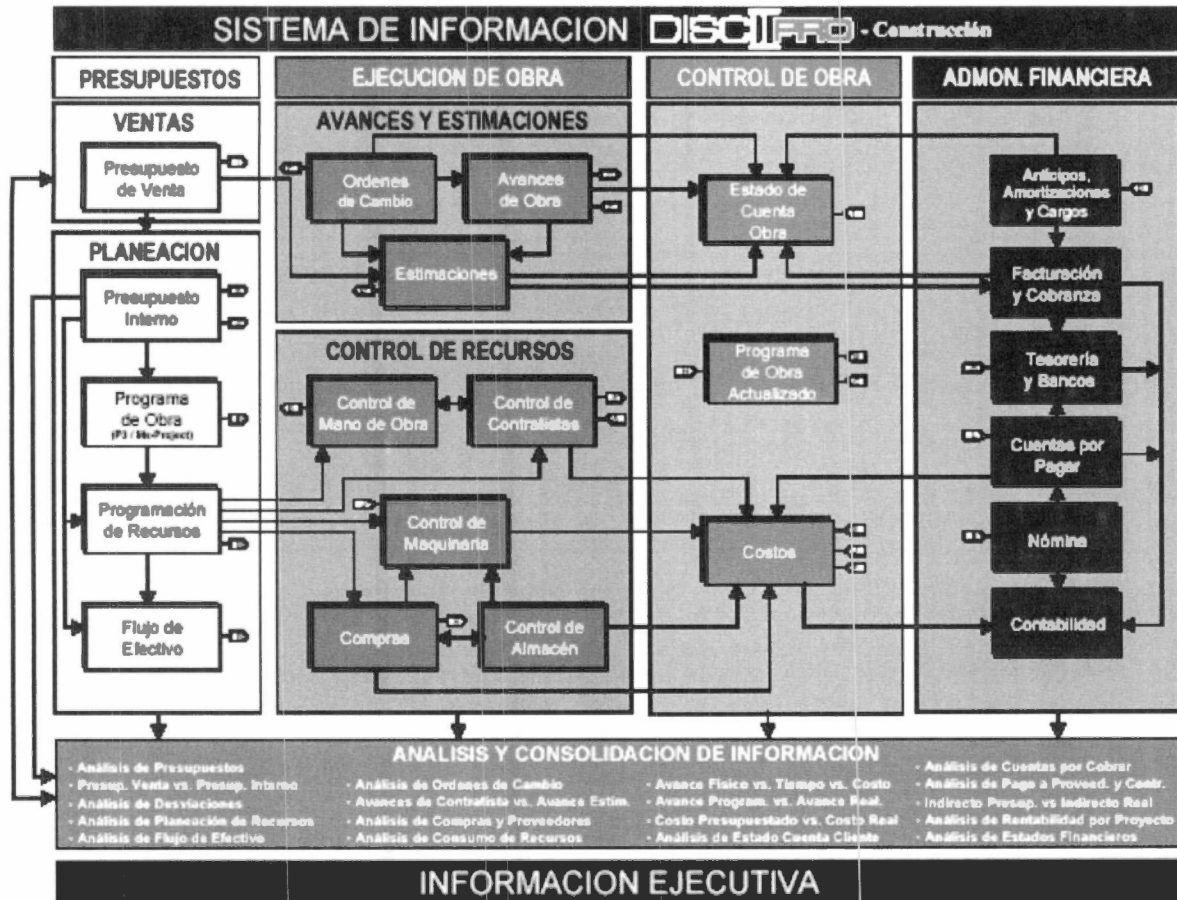 SISTEMA DE INFORMACION DISCIIPRO - Construcción
PRESUPUESTOS
VENTAS
Presupuesto
de Venta
PLANEACION
Presupuesto
Interno
Programa
de Obra
(P3 / Ms-Project)
Programación
de Recursos
Flujo de
Efectivo
EJECUCION DE OBRA
AVANCES Y ESTIMACIONES
Ordenes
de Cambio
Avances
de Obra
Estimaciones
CONTROL DE RECURSOS
Control de
Mano de Obra
Control de
Contratistas
Control de
Maquinaria
Compras
Control de
Almacén
CONTROL DE OBRA
Estado de
Cuenta
Obra
Programa
de Obra
Actualizado
Costos
ADMON. FINANCIERA
Anticipos,
Amortizaciones
y Cargos
Facturación
y Cobranza
Tesorería
y Bancos
Cuentas por
Pagar
Nómina
Contabilidad
ANALISIS Y CONSOLIDACION DE INFORMACION
- Análisis de Presupuestos
- Presup. Venta vs. Presup. Interno
- Análisis de Desviaciones
- Análisis de Planeación de Recursos
- Análisis de Flujo de Efectivo
- Análisis de Ordenes de Cambio
- Avances de Contratista vs. Avance Estim.
- Análisis de Compras y Proveedores
- Análisis de Consumo de Recursos
- Avance Físico vs. Tiempo vs. Costo
- Avance Program. vs. Avance Real.
- Costo Presupuestado vs. Costo Real
- Análisis de Estado Cuenta Cliente
- Análisis de Cuentas por Cobrar
- Análisis de Pago a Proveed. y Contr.
- Indirecto Presup. vs Indirecto Real
- Análisis de Rentabilidad por Proyecto
- Análisis de Estados Financieros
INFORMACION EJECUTIVA